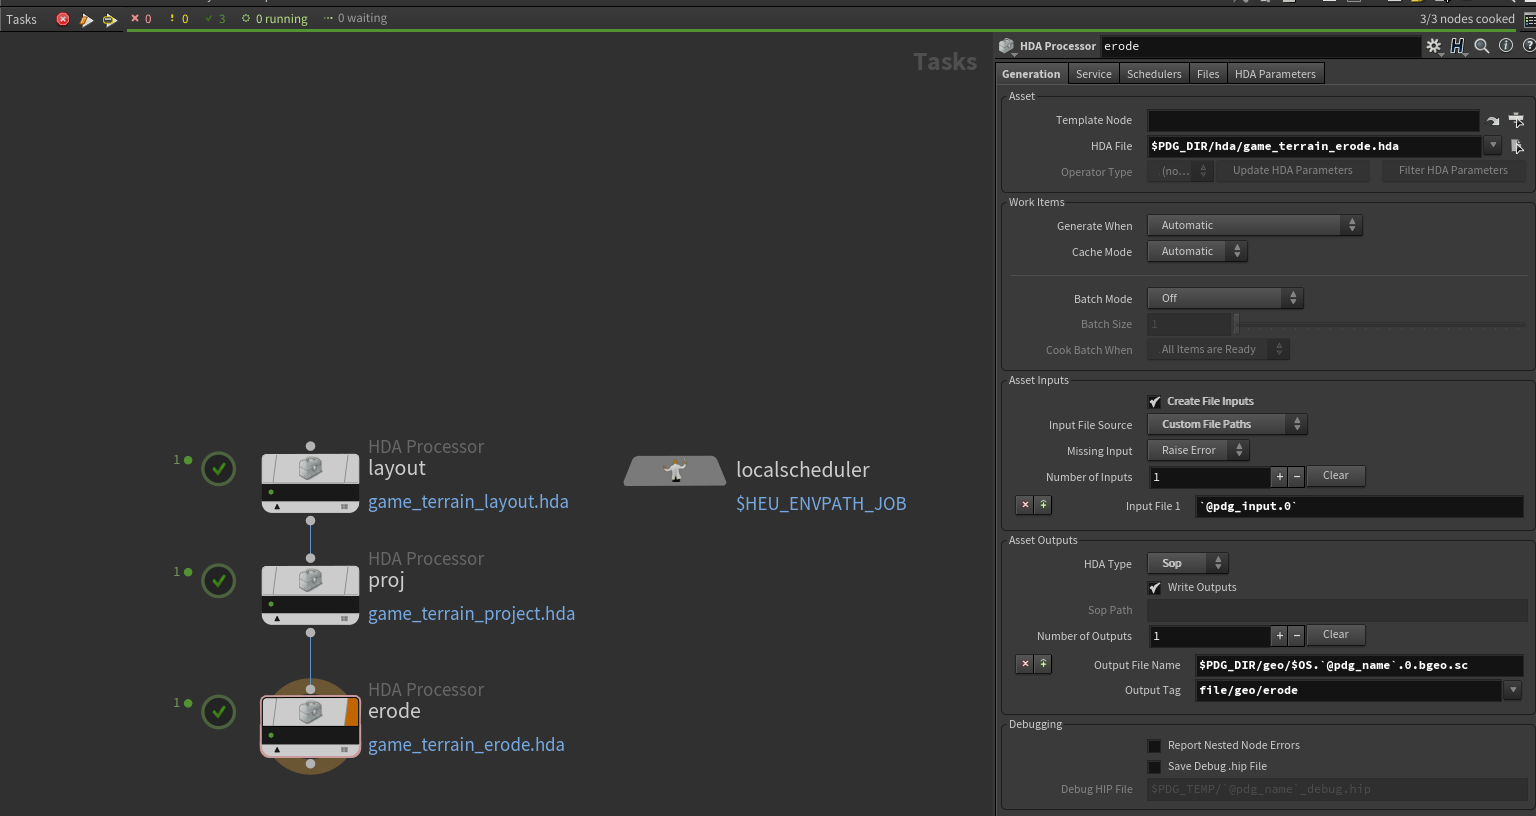 Tasks 0 0 3 0 running 0 waiting 3/3 nodes cooked
Tasks
HDA Processor
layout
game_terrain_layout.hda
1
localscheduler
$HEU_ENVPATH_JOB
HDA Processor
proj
game_terrain_project.hda
1
HDA Processor
erode
game_terrain_erode.hda
1
HDA Processor erode
Generation Service Schedulers Files HDA Parameters
Asset
Template Node
HDA File $PDG_DIR/hda/game_terrain_erode.hda
Operator Type (no... Update HDA Parameters Filter HDA Parameters
Work Items
Generate When Automatic
Cache Mode Automatic
Batch Mode Off
Batch Size 1
Cook Batch When All Items are Ready
Asset Inputs
Create File Inputs
Input File Source Custom File Paths
Missing Input Raise Error
Number of Inputs 1 + − Clear
Input File 1 `@pdg_input.0`
Asset Outputs
HDA Type Sop
Write Outputs
Sop Path
Number of Outputs 1 + − Clear
Output File Name $PDG_DIR/geo/$OS.`@pdg_name`.0.bgeo.sc
Output Tag file/geo/erode
Debugging
Report Nested Node Errors
Save Debug .hip File
Debug HIP File $PDG_TEMP/`@pdg_name`_debug.hip